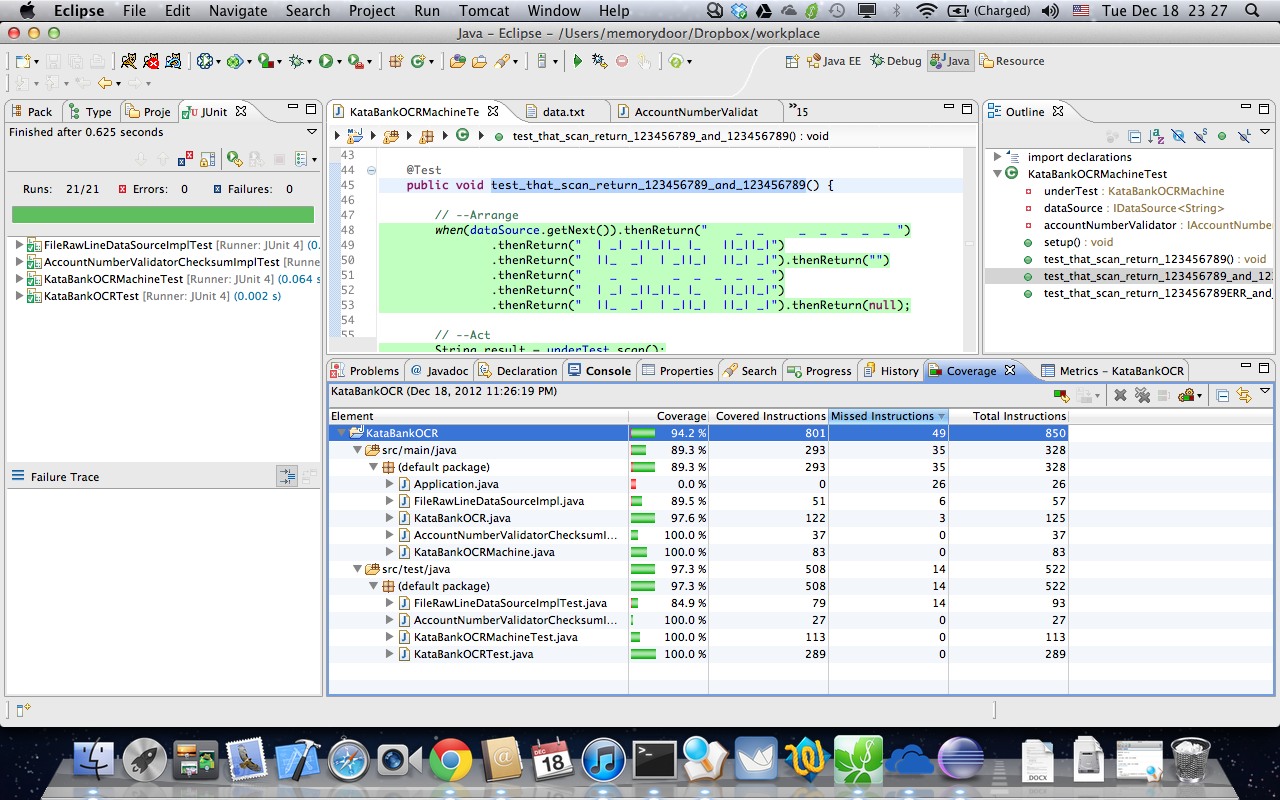 Eclipse File Edit Navigate Search Project Run Tomcat Window Help (Charged) Tue Dec 18 23 27
Java - Eclipse - /Users/memorydoor/Dropbox/workplace
Java EE Debug Java Resource
Pack Type Proje JUnit
Finished after 0.625 seconds
Runs: 21/21 Errors: 0 Failures: 0
FileRawLineDataSourceImplTest [Runner: JUnit 4] (0.
AccountNumberValidatorChecksumImplTest [Runne
KataBankOCRMachineTest [Runner: JUnit 4] (0.064 s
KataBankOCRTest [Runner: JUnit 4] (0.002 s)
Failure Trace
KataBankOCRMachineTe data.txt AccountNumberValidat »15
test_that_scan_return_123456789_and_123456789() : void
43
44 @Test
45 public void test_that_scan_return_123456789_and_123456789() {
46
47 // --Arrange
48 when(dataSource.getNext()).thenReturn("    _  _     _  _  _  _  _ ")
49 .thenReturn("  | _| _||_||_ |_   ||_||_|")
50 .thenReturn("  ||_  _|  | _||_|  ||_| _|").thenReturn("")
51 .thenReturn("    _  _     _  _  _  _  _ ")
52 .thenReturn("  | _| _||_||_ |_   ||_||_|")
53 .thenReturn("  ||_  _|  | _||_|  ||_| _|").thenReturn(null);
54
55 // --Act
String result = underTest.scan();
Outline
import declarations
KataBankOCRMachineTest
underTest : KataBankOCRMachine
dataSource : IDataSource<String>
accountNumberValidator : IAccountNumbe
setup() : void
test_that_scan_return_123456789() : void
test_that_scan_return_123456789_and_12
test_that_scan_return_123456789ERR_and_
Problems Javadoc Declaration Console Properties Search Progress History Coverage Metrics - KataBankOCR
KataBankOCR (Dec 18, 2012 11:26:19 PM)
Element Coverage Covered Instructions Missed Instructions Total Instructions
KataBankOCR 94.2 % 801 49 850
src/main/java 89.3 % 293 35 328
(default package) 89.3 % 293 35 328
Application.java 0.0 % 0 26 26
FileRawLineDataSourceImpl.java 89.5 % 51 6 57
KataBankOCR.java 97.6 % 122 3 125
AccountNumberValidatorChecksumI... 100.0 % 37 0 37
KataBankOCRMachine.java 100.0 % 83 0 83
src/test/java 97.3 % 508 14 522
(default package) 97.3 % 508 14 522
FileRawLineDataSourceImplTest.java 84.9 % 79 14 93
AccountNumberValidatorChecksumI... 100.0 % 27 0 27
KataBankOCRMachineTest.java 100.0 % 113 0 113
KataBankOCRTest.java 100.0 % 289 0 289
DEC
18
DOCX